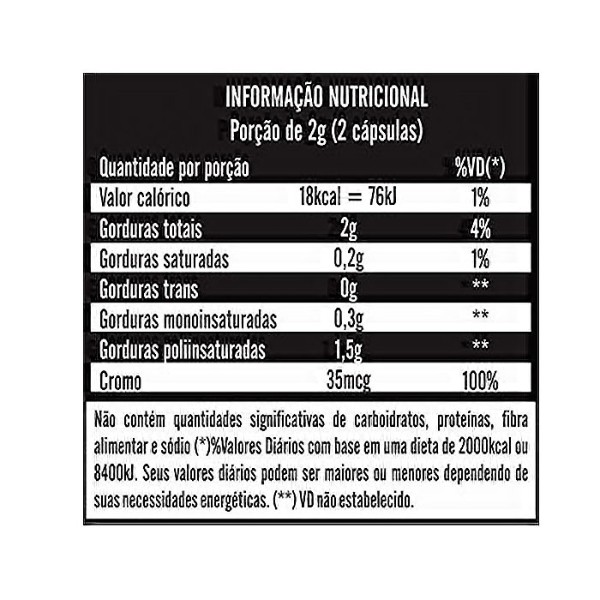 INFORMAÇÃO NUTRICIONAL
Porção de 2g (2 cápsulas)
Quantidade por porção %VD(*)
Valor calórico 18kcal = 76kJ 1%
Gorduras totais 2g 4%
Gorduras saturadas 0,2g 1%
Gorduras trans 0g **
Gorduras monoinsaturadas 0,3g **
Gorduras poliinsaturadas 1,5g **
Cromo 35mcg 100%
Não contém quantidades significativas de carboidratos, proteínas, fibra
alimentar e sódio (*)%Valores Diários com base em uma dieta de 2000kcal ou
8400kJ. Seus valores diários podem ser maiores ou menores dependendo de
suas necessidades energéticas. (**) VD não estabelecido.